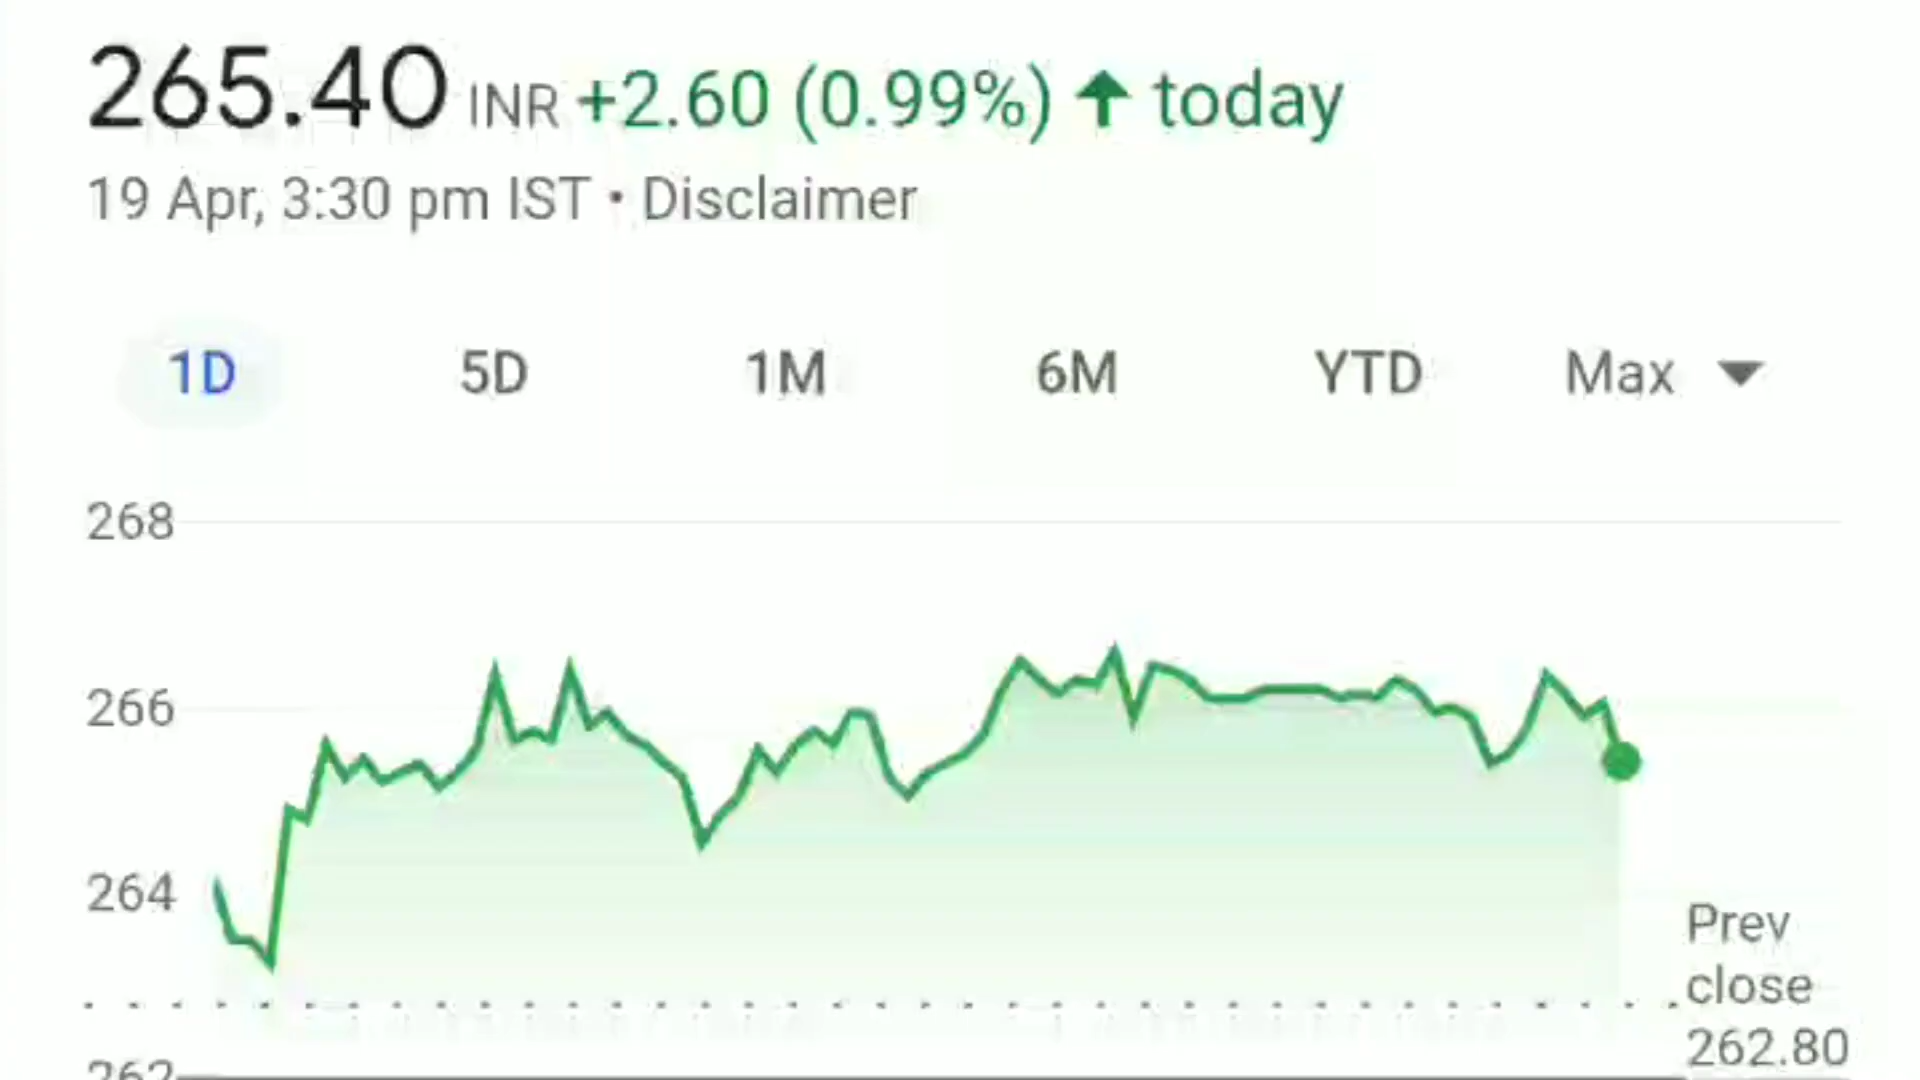 265.40 INR +2.60 (0.99%) ↑ today
19 Apr, 3:30 pm IST • Disclaimer
1D 5D 1M 6M YTD Max
268
266
264
Prev
close
262.80
262